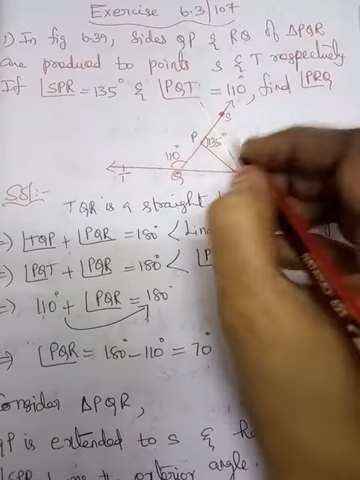 Exercise 6.3/107
1) In fig 6.39, sides QP & RQ of ΔPQR
are produced to points S & T respectively
If ∠SPR = 135° & ∠PQT = 110°, find ∠PRQ
S
P 135°
110°
T Q
Sol:-
TQR is a straight
⇒) ∠TQP + ∠PQR = 180° <
⇒) ∠PQT + ∠PQR = 180° <
⇒ 110° + ∠PQR = 180°
⇒ ∠PQR = 180° - 110° = 70°
Consider ΔPQR,
QP is extended to S &
exterior angle.